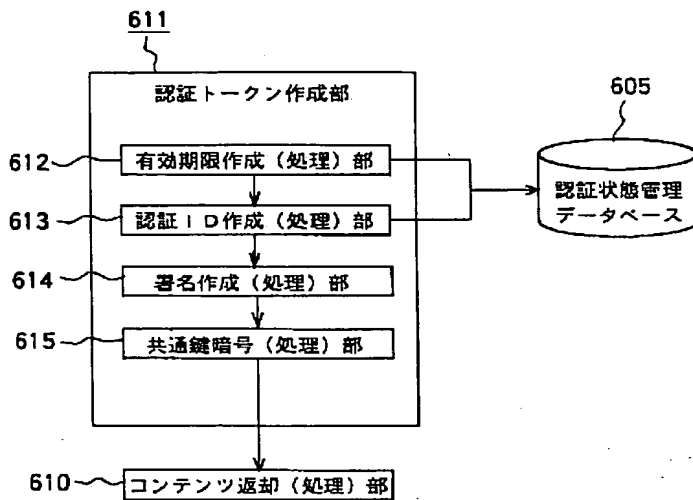 611
認証トークン作成部
605
612
有効期限作成(処理)部
613
認証ID作成(処理)部
認証状態管理
データベース
614
署名作成(処理)部
615
共通鍵暗号(処理)部
610
コンテンツ返却(処理)部